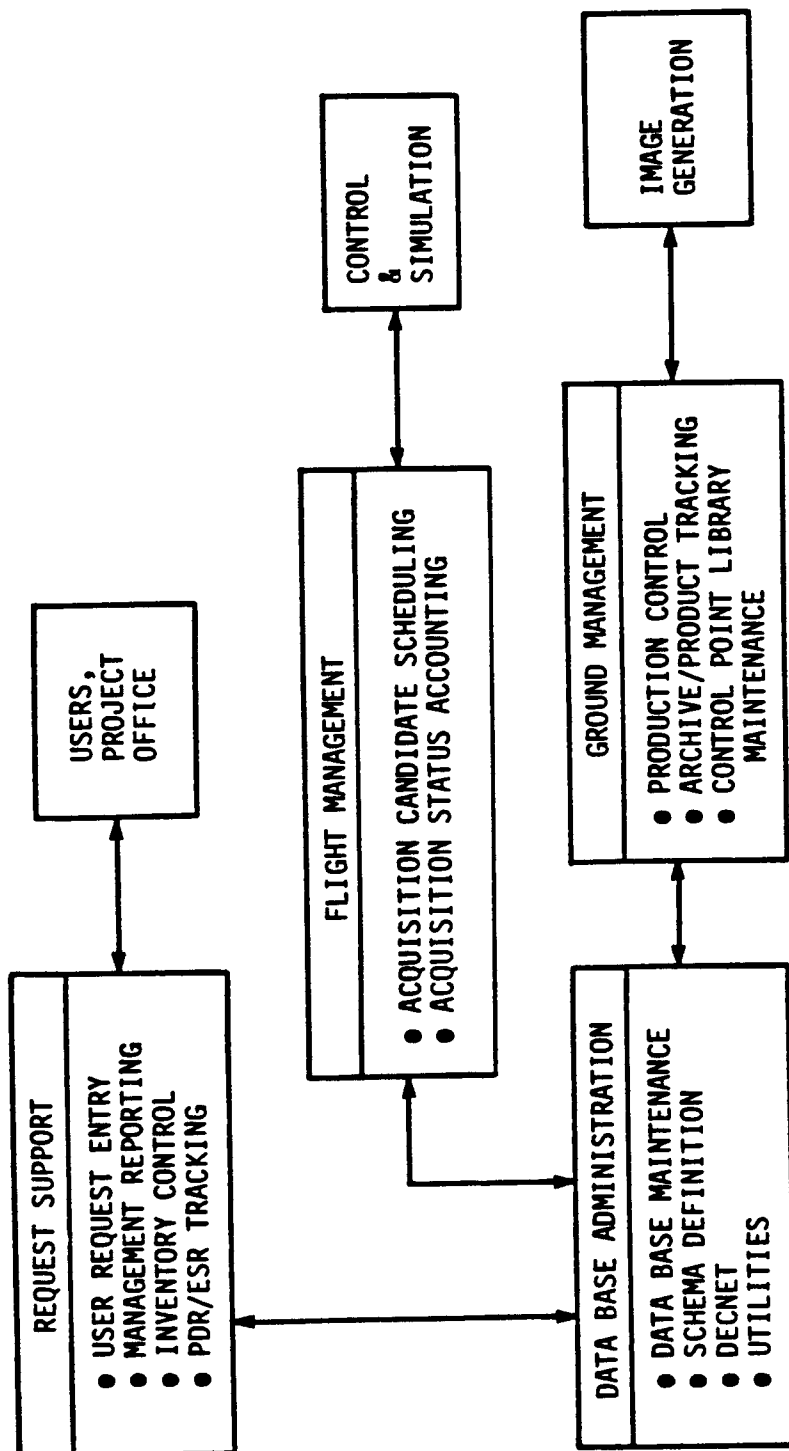 REQUEST SUPPORT
● USER REQUEST ENTRY
● MANAGEMENT REPORTING
● INVENTORY CONTROL
● PDR/ESR TRACKING
USERS,
PROJECT
OFFICE
FLIGHT MANAGEMENT
● ACQUISITION CANDIDATE SCHEDULING
● ACQUISITION STATUS ACCOUNTING
CONTROL
&
SIMULATION
DATA BASE ADMINISTRATION
● DATA BASE MAINTENANCE
● SCHEMA DEFINITION
● DECNET
● UTILITIES
GROUND MANAGEMENT
● PRODUCTION CONTROL
● ARCHIVE/PRODUCT TRACKING
● CONTROL POINT LIBRARY
MAINTENANCE
IMAGE
GENERATION